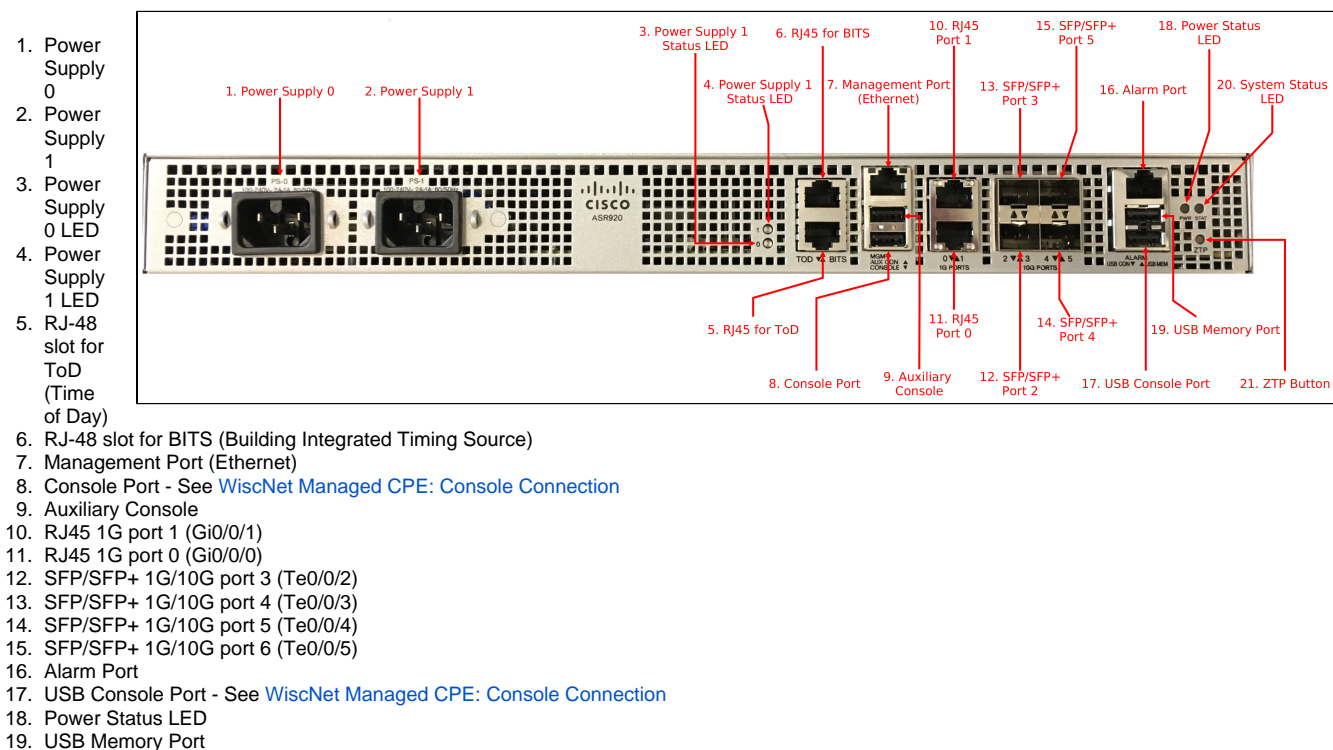 1. Power
Supply
0
2. Power
Supply
1
3. Power
Supply
0 LED
4. Power
Supply
1 LED
5. RJ-48
slot for
ToD
(Time
of Day)
6. RJ-48 slot for BITS (Building Integrated Timing Source)
7. Management Port (Ethernet)
8. Console Port - See WiscNet Managed CPE: Console Connection
9. Auxiliary Console
10. RJ45 1G port 1 (Gi0/0/1)
11. RJ45 1G port 0 (Gi0/0/0)
12. SFP/SFP+ 1G/10G port 3 (Te0/0/2)
13. SFP/SFP+ 1G/10G port 4 (Te0/0/3)
14. SFP/SFP+ 1G/10G port 5 (Te0/0/4)
15. SFP/SFP+ 1G/10G port 6 (Te0/0/5)
16. Alarm Port
17. USB Console Port - See WiscNet Managed CPE: Console Connection
18. Power Status LED
19. USB Memory Port
1. Power Supply 0
2. Power Supply 1
3. Power Supply 1
Status LED
4. Power Supply 1
Status LED
6. RJ45 for BITS
7. Management Port
(Ethernet)
10. RJ45
Port 1
13. SFP/SFP+
Port 3
15. SFP/SFP+
Port 5
16. Alarm Port
18. Power Status
LED
20. System Status
LED
PS-0
PS-1
CISCO
ASR920
1
0
TOD ▼▲ BITS
MGMT
AUX CON ▲
CONSOLE ▼
0▼▲1
1G PORTS
2 ▼▲ 3
4 ▼▲ 5
10G PORTS
ALARM
USB CON▼ ▲USB MEM
PWR STAT
ZTP
5. RJ45 for ToD
8. Console Port
9. Auxiliary
Console
11. RJ45
Port 0
12. SFP/SFP+
Port 2
14. SFP/SFP+
Port 4
17. USB Console Port
19. USB Memory Port
21. ZTP Button